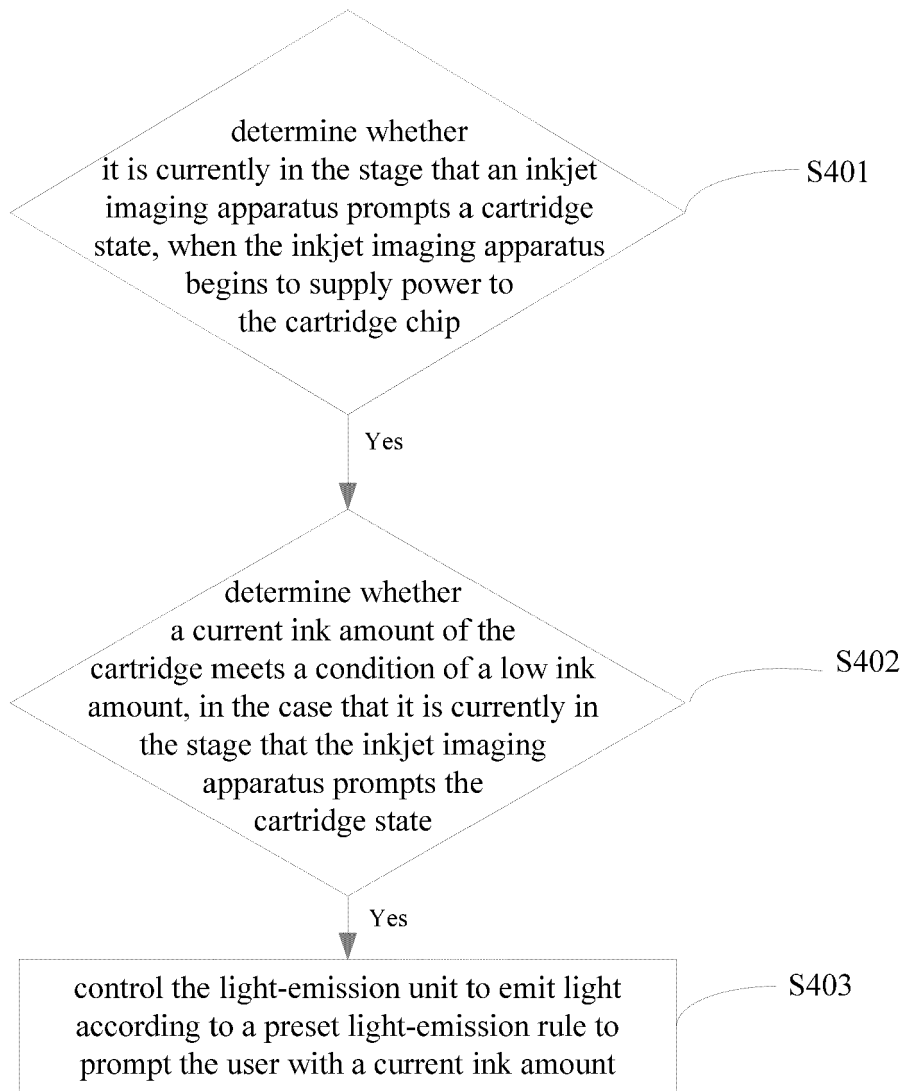 determine whether
it is currently in the stage that an inkjet
imaging apparatus prompts a cartridge
state, when the inkjet imaging apparatus
begins to supply power to
the cartridge chip
S401
Yes
determine whether
a current ink amount of the
cartridge meets a condition of a low ink
amount, in the case that it is currently in
the stage that the inkjet imaging
apparatus prompts the
cartridge state
S402
Yes
control the light-emission unit to emit light
according to a preset light-emission rule to
prompt the user with a current ink amount
S403